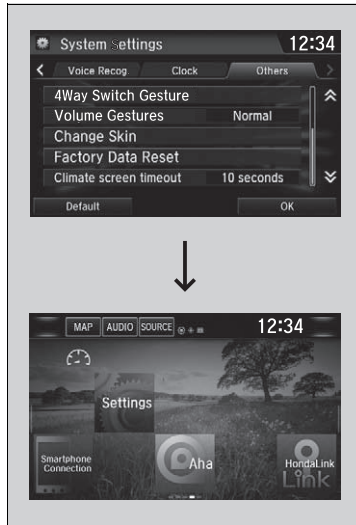 System Settings 12:34
Voice Recog. Clock Others
4Way Switch Gesture
Volume Gestures Normal
Change Skin
Factory Data Reset
Climate screen timeout 10 seconds
Default OK
MAP AUDIO SOURCE 12:34
Settings
Smartphone
Connection
Aha
HondaLink
Link